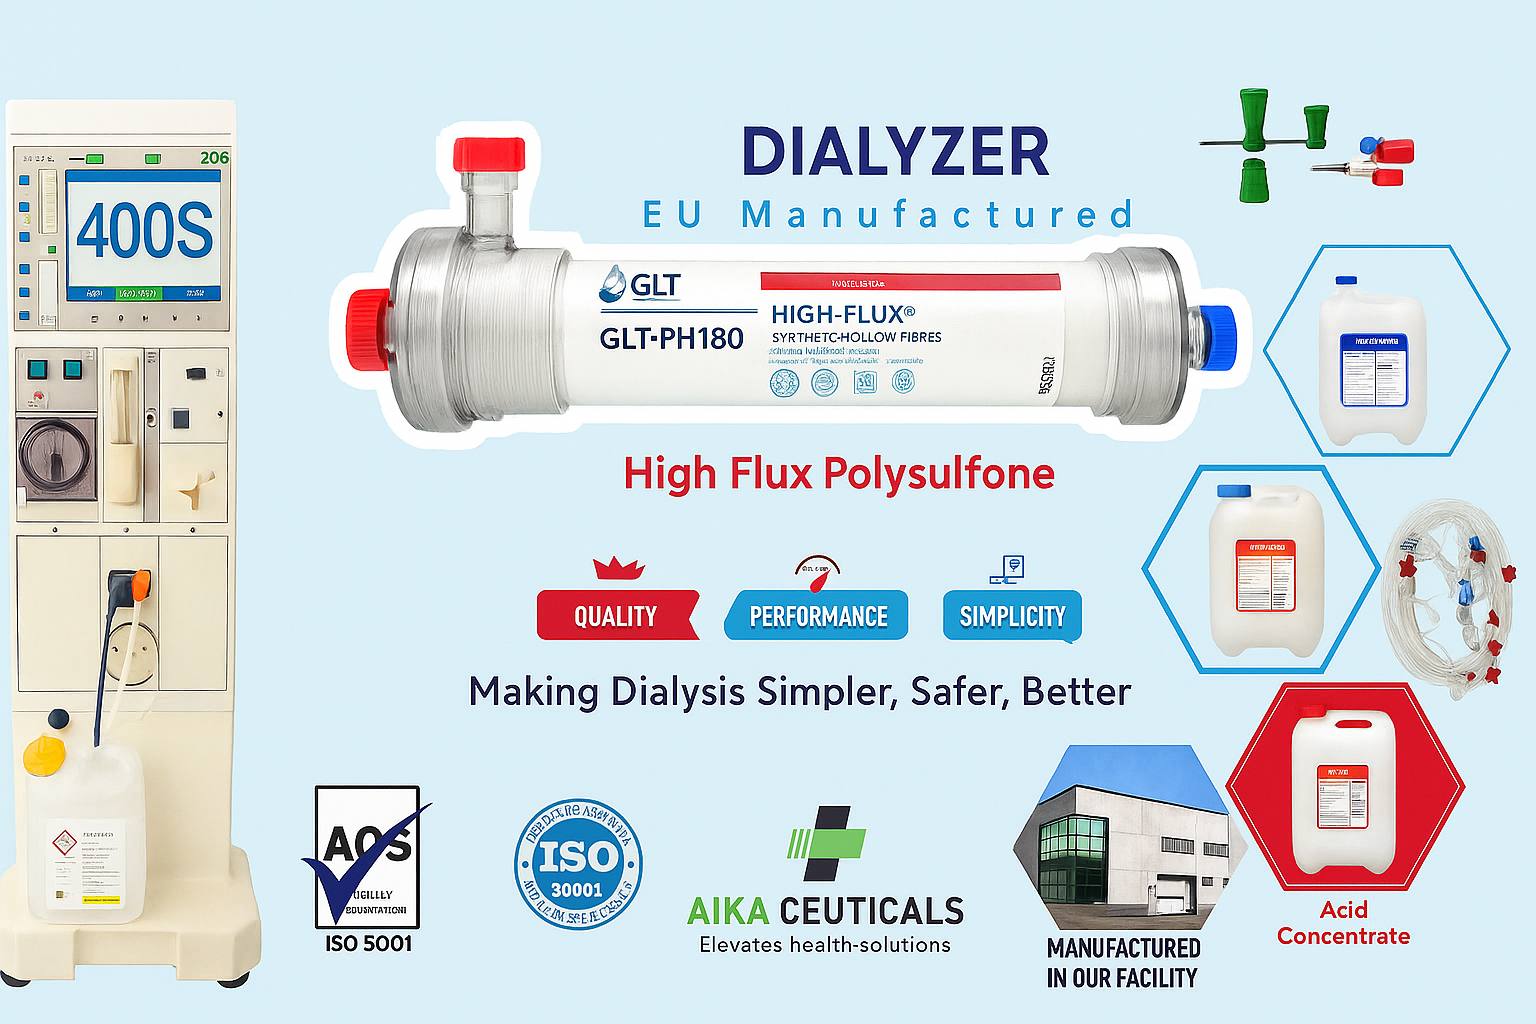 206
400S
DIALYZER
EU Manufactured
GLT
GLT-PH180
HIGH-FLUX®
SYRTHETC-HOLLOW FIBRES
High Flux Polysulfone
QUALITY
PERFORMANCE
SIMPLICITY
Making Dialysis Simpler, Safer, Better
AOS
ISO 5001
ISO
30001
AIKA CEUTICALS
Elevates health-solutions
MANUFACTURED
IN OUR FACILITY
Acid
Concentrate